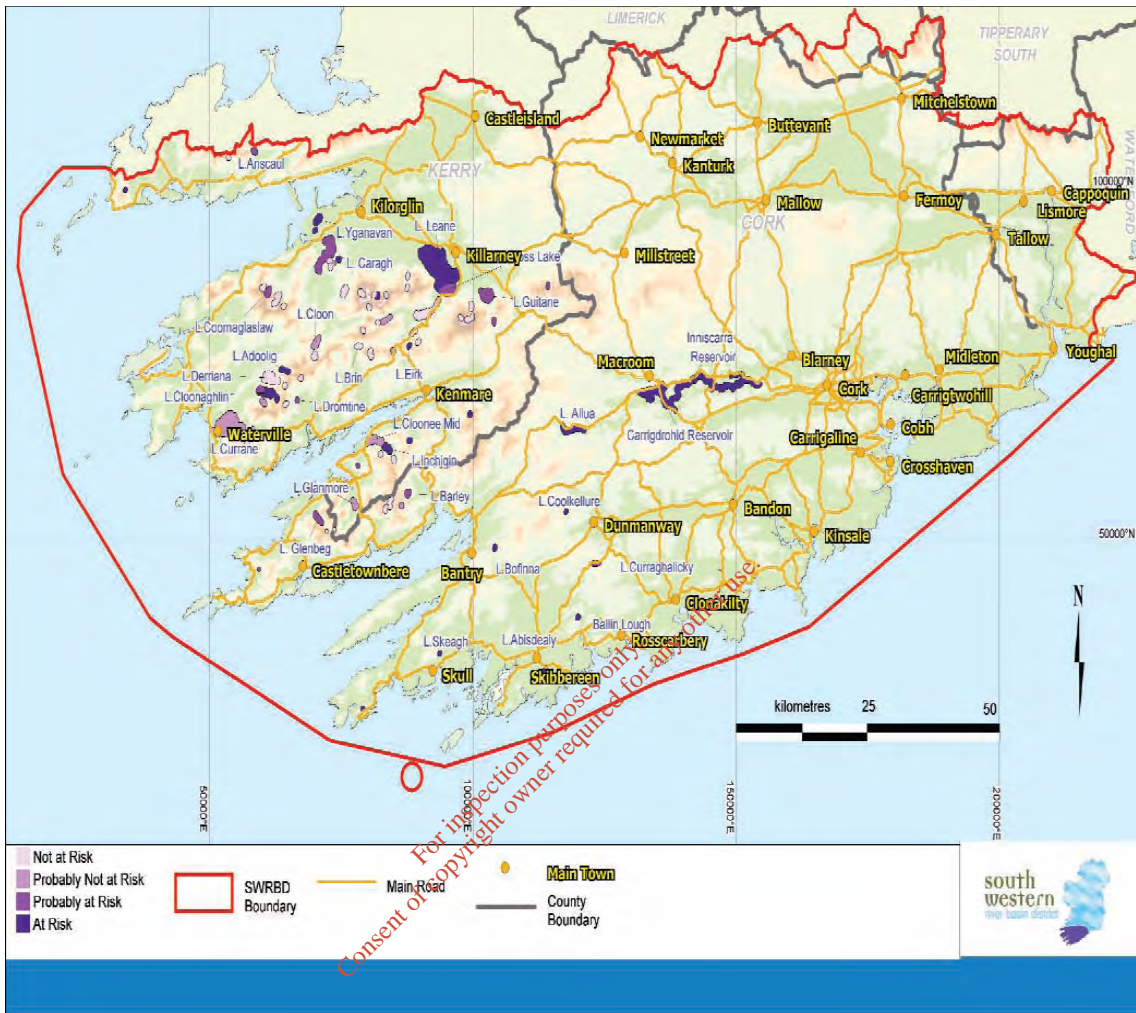 LIMERICK
TIPPERARY
SOUTH
Mitchelstown
Castleisland
Buttevant
Newmarket
Kanturk
L.Anscaul
KERRY
100000°N
WATERFORD
Cappoquin
Lismore
Fermoy
Mallow
CORK
Kilorglin
L. Leane
L.Yganavan
Tallow
Killarney
Millstreet
oss Lake
L. Caragh
L.Guitane
L.Coomaglaslaw
L.Cloon
Inniscarra
Reservoir
Youghal
L.Adoolig
Blarney
Midleton
Macroom
L.Derriana
L.Brin
L.Eirk
Kenmare
Cork
Carrigtwohill
L.Cloonaghlin
L.Dromtine
L. Allua
L.Cloonee Mid
Carrigdrohid Reservoir
Carrigaline
Cobh
Waterville
L.Currane
L.Inchigin
Crosshaven
L.Glanmore
L.Barley
L.Coolkellure
Bandon
Dunmanway
Kinsale
50000°N
L. Glenbeg
Castletownbere
Bantry
L.Bofinna
L.Curraghalicky
Clonakilty
N
Ballin Lough
Rosscarbery
L.Skeagh
L.Abisdealy
Skull
Skibbereen
kilometres 25 50
500000°E
100000°E
150000°E
200000°E
For inspection purposes only.
Consent of copyright owner required for any other use.
Not at Risk
Probably Not at Risk
Probably at Risk
At Risk
SWRBD
Boundary
Main Road
Main Town
County
Boundary
south
western
river basin district